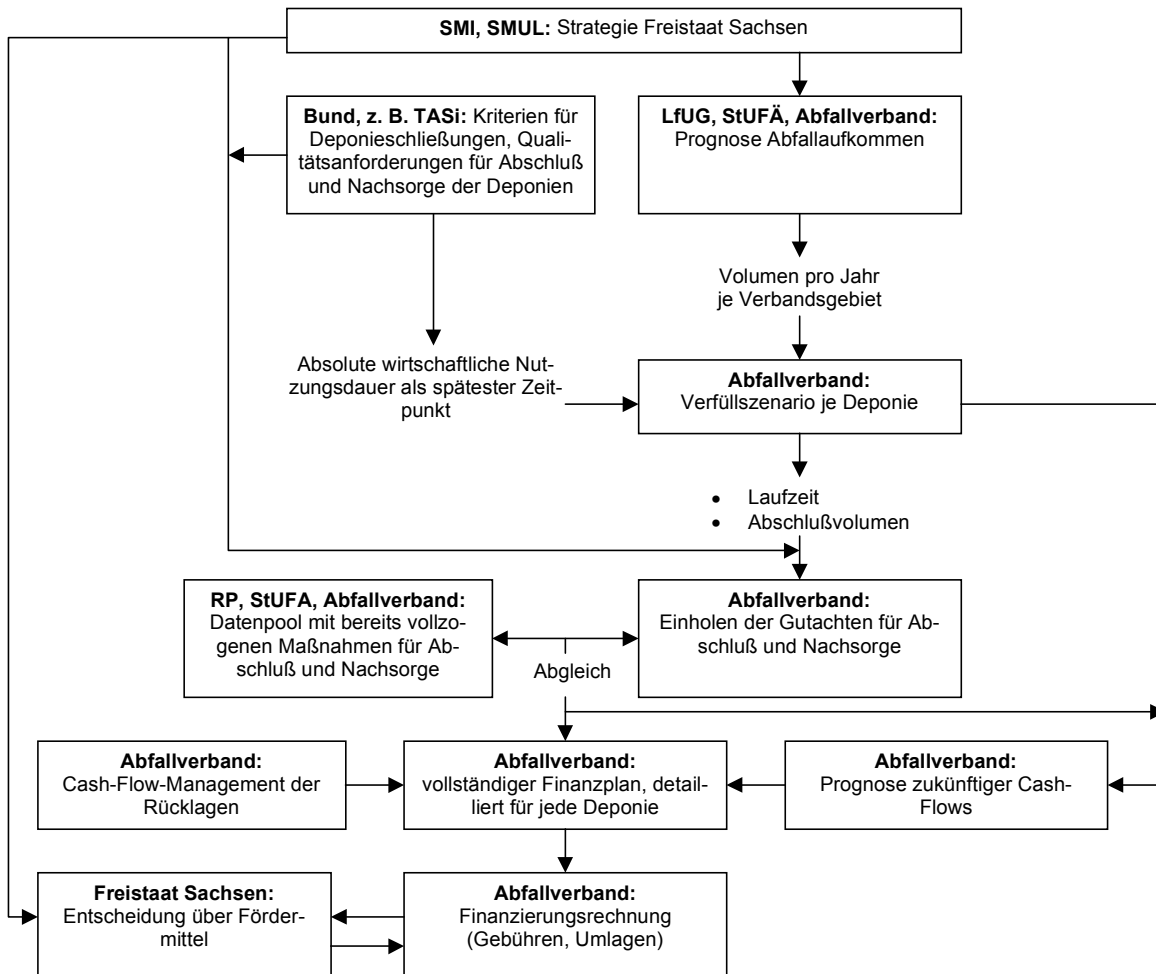 SMI, SMUL: Strategie Freistaat Sachsen
Bund, z. B. TASi: Kriterien für
Deponieschließungen, Quali-
tätsanforderungen für Abschluß
und Nachsorge der Deponien
LfUG, StUFÄ, Abfallverband:
Prognose Abfallaufkommen
Volumen pro Jahr
je Verbandsgebiet
Absolute wirtschaftliche Nut-
zungsdauer als spätester Zeit-
punkt
Abfallverband:
Verfüllszenario je Deponie
• Laufzeit
• Abschlußvolumen
RP, StUFA, Abfallverband:
Datenpool mit bereits vollzo-
genen Maßnahmen für Ab-
schluß und Nachsorge
Abgleich
Abfallverband:
Einholen der Gutachten für Ab-
schluß und Nachsorge
Abfallverband:
Cash-Flow-Management der
Rücklagen
Abfallverband:
vollständiger Finanzplan, detail-
liert für jede Deponie
Abfallverband:
Prognose zukünftiger Cash-
Flows
Freistaat Sachsen:
Entscheidung über Förder-
mittel
Abfallverband:
Finanzierungsrechnung
(Gebühren, Umlagen)